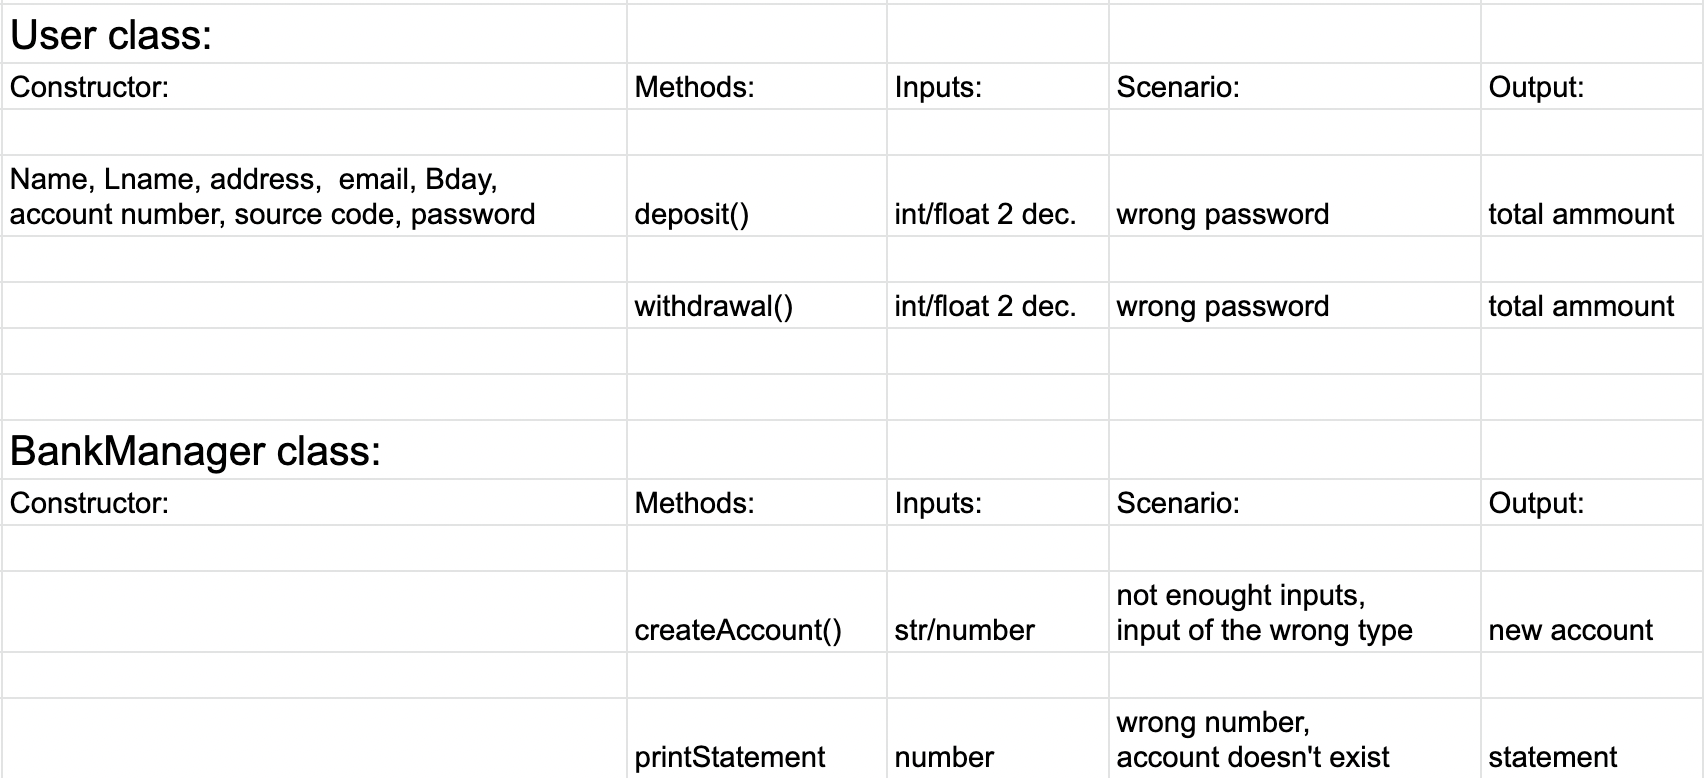 User class:
Constructor: Methods: Inputs: Scenario: Output:
Name, Lname, address,  email, Bday,
account number, source code, password deposit() int/float 2 dec. wrong password total ammount
withdrawal() int/float 2 dec. wrong password total ammount
BankManager class:
Constructor: Methods: Inputs: Scenario: Output:
not enought inputs,
createAccount() str/number input of the wrong type new account
wrong number,
printStatement number account doesn't exist statement